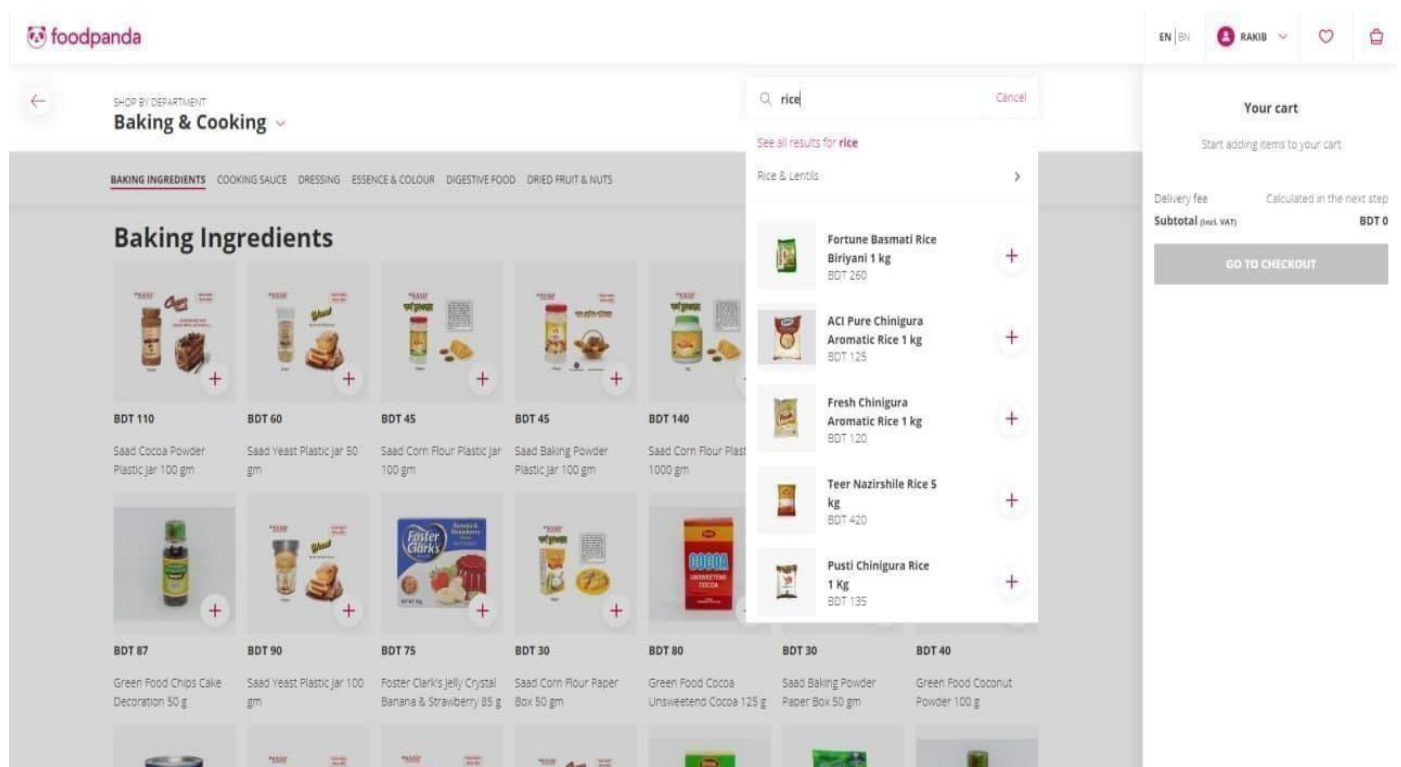 foodpanda
EN | BN
RAKIB
SHOP BY DEPARTMENT
Baking & Cooking
rice
Cancel
See all results for rice
Rice & Lentils
Fortune Basmati Rice
Biriyani 1 kg
BDT 260
ACI Pure Chinigura
Aromatic Rice 1 kg
BDT 125
Fresh Chinigura
Aromatic Rice 1 kg
BDT 120
Teer Nazirshile Rice 5
kg
BDT 420
Pusti Chinigura Rice
1 Kg
BDT 135
Your cart
Start adding items to your cart
Delivery fee
Calculated in the next step
Subtotal (incl. VAT)
BDT 0
GO TO CHECKOUT
BAKING INGREDIENTS COOKING SAUCE DRESSING ESSENCE & COLOUR DIGESTIVE FOOD DRIED FRUIT & NUTS
Baking Ingredients
BDT 110
Saad Cocoa Powder
Plastic Jar 100 gm
BDT 60
Saad Yeast Plastic Jar 50
gm
BDT 45
Saad Corn Flour Plastic Jar
100 gm
BDT 45
Saad Baking Powder
Plastic Jar 100 gm
BDT 140
Saad Corn Flour Plast
1000 gm
Foster
Clark's
COCOA
UNSWEETEND
COCOA
BDT 87
Green Food Chips Cake
Decoration 50 g
BDT 90
Saad Yeast Plastic Jar 100
gm
BDT 75
Foster Clark's Jelly Crystal
Banana & Strawberry 85 g
BDT 30
Saad Corn Flour Paper
Box 50 gm
BDT 80
Green Food Cocoa
Unsweetend Cocoa 125 g
BDT 30
Saad Baking Powder
Paper Box 50 gm
BDT 40
Green Food Coconut
Powder 100 g